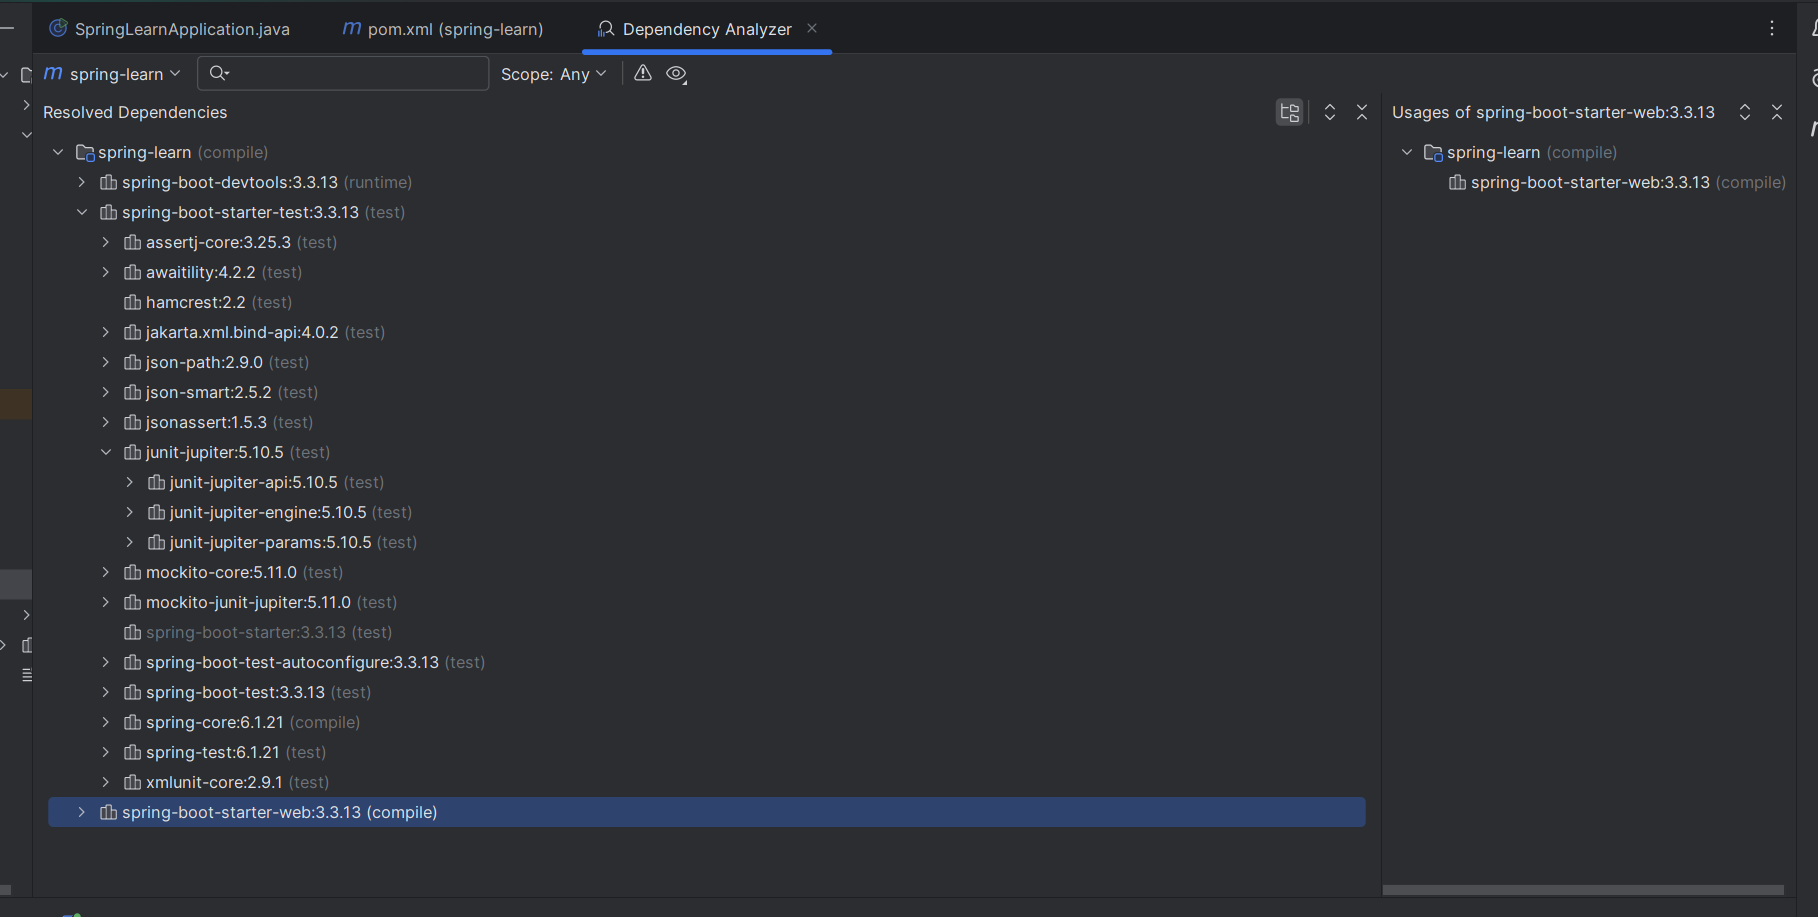 SpringLearnApplication.java
m pom.xml (spring-learn)
Dependency Analyzer
m spring-learn
Scope: Any
Resolved Dependencies
spring-learn (compile)
spring-boot-devtools:3.3.13 (runtime)
spring-boot-starter-test:3.3.13 (test)
assertj-core:3.25.3 (test)
awaitility:4.2.2 (test)
hamcrest:2.2 (test)
jakarta.xml.bind-api:4.0.2 (test)
json-path:2.9.0 (test)
json-smart:2.5.2 (test)
jsonassert:1.5.3 (test)
junit-jupiter:5.10.5 (test)
junit-jupiter-api:5.10.5 (test)
junit-jupiter-engine:5.10.5 (test)
junit-jupiter-params:5.10.5 (test)
mockito-core:5.11.0 (test)
mockito-junit-jupiter:5.11.0 (test)
spring-boot-starter:3.3.13 (test)
spring-boot-test-autoconfigure:3.3.13 (test)
spring-boot-test:3.3.13 (test)
spring-core:6.1.21 (compile)
spring-test:6.1.21 (test)
xmlunit-core:2.9.1 (test)
spring-boot-starter-web:3.3.13 (compile)
Usages of spring-boot-starter-web:3.3.13
spring-learn (compile)
spring-boot-starter-web:3.3.13 (compile)